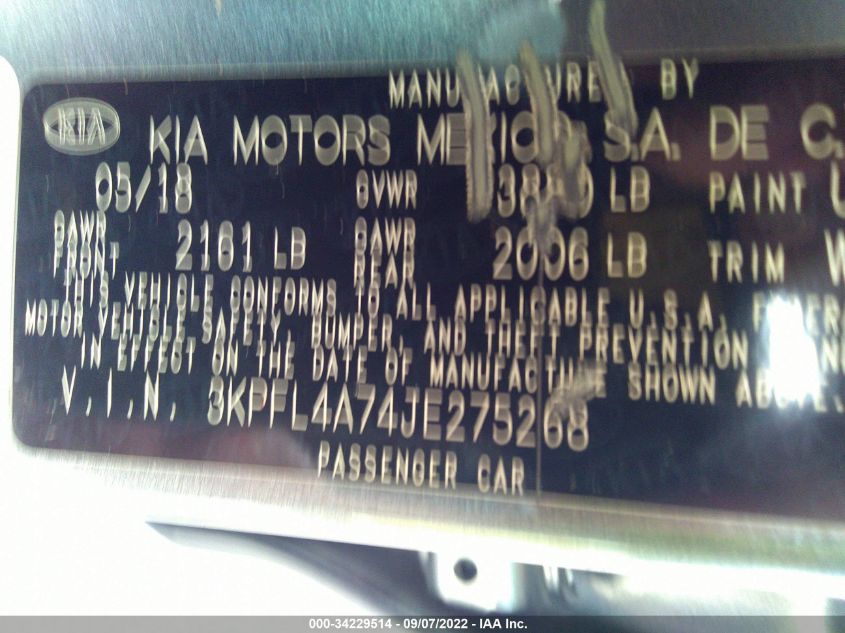 MANUFACTURED BY
KIA KIA MOTORS MEXICO, S.A. DE C.
05/18 GVWR LB PAINT
GAWR FRONT 2161 LB GAWR REAR 2006 LB TRIM
THIS VEHICLE CONFORMS TO ALL APPLICABLE U.S.A.
MOTOR VEHICLE SAFETY, BUMPER, AND THEFT PREVENTION
IN EFFECT ON THE DATE OF MANUFACTURE SHOWN ABOVE.
V.I.N. 3KPFL4A74JE275268
PASSENGER CAR
000-34229514 - 09/07/2022 - IAA Inc.